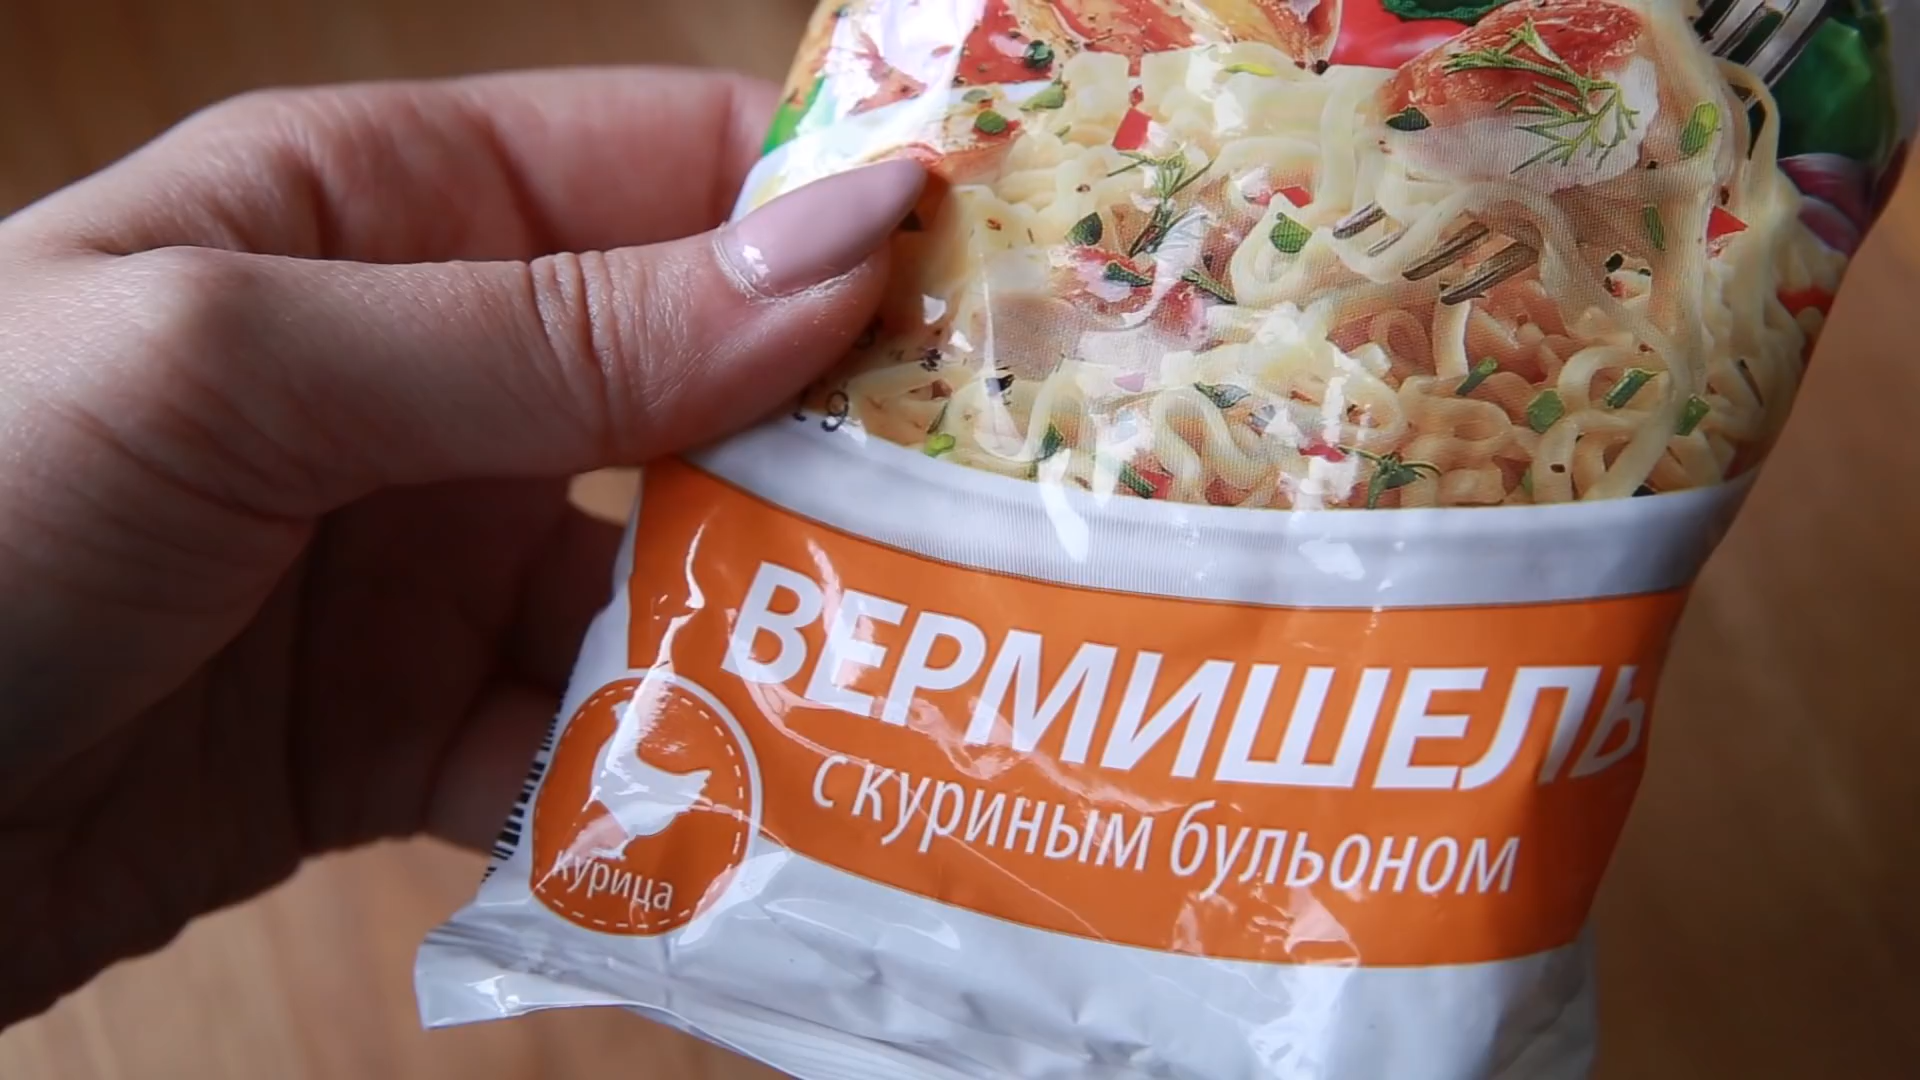 ВЕРМИШЕЛЬ
с куриным бульоном
курица